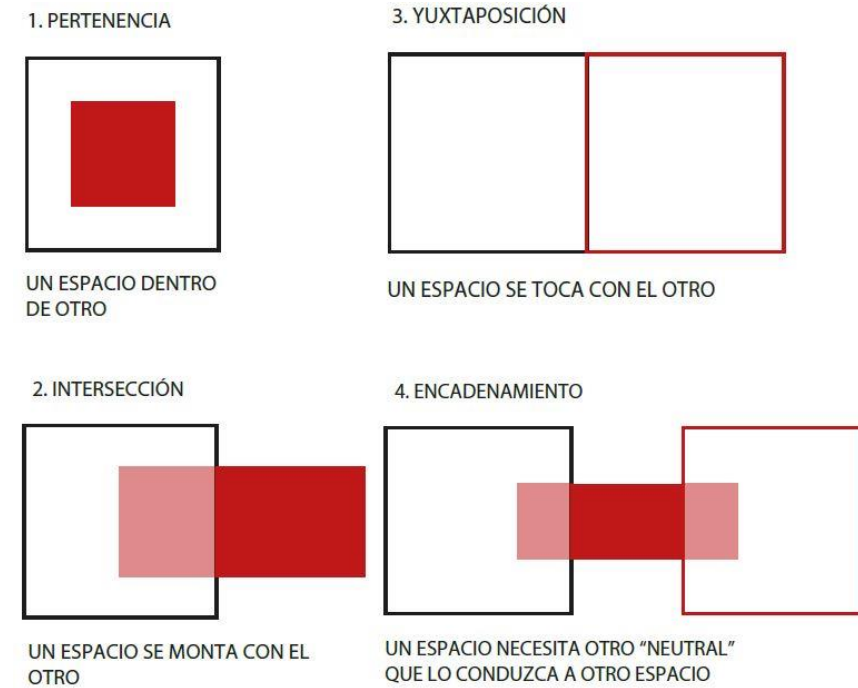 1. PERTENENCIA
UN ESPACIO DENTRO
DE OTRO
2. INTERSECCIÓN
UN ESPACIO SE MONTA CON EL
OTRO
3. YUXTAPOSICIÓN
UN ESPACIO SE TOCA CON EL OTRO
4. ENCADENAMIENTO
UN ESPACIO NECESITA OTRO “NEUTRAL”
QUE LO CONDUZCA A OTRO ESPACIO